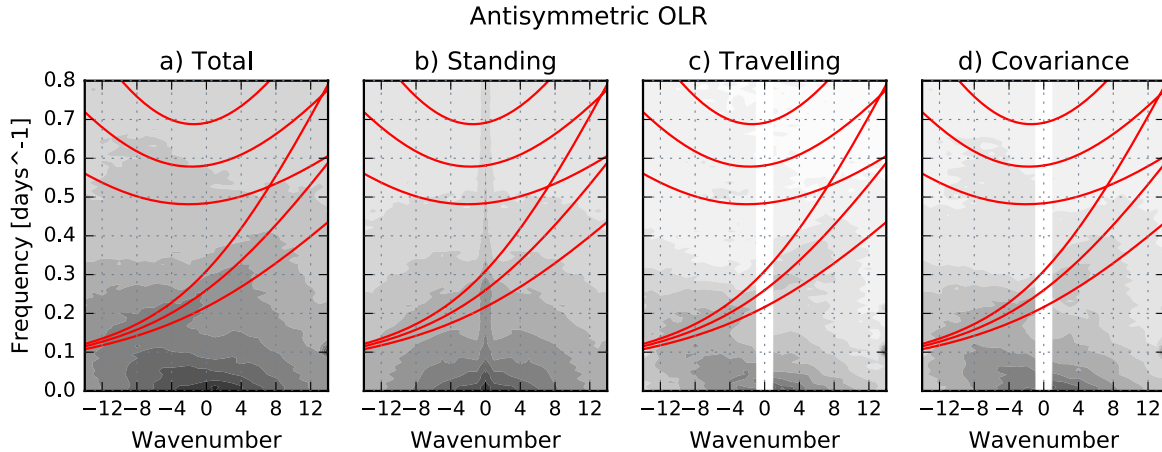 Antisymmetric OLR
a) Total
b) Standing
c) Travelling
d) Covariance
Frequency [days^-1]
0.8
0.7
0.6
0.5
0.4
0.3
0.2
0.1
0.0
−12 −8 −4 0 4 8 12
−12 −8 −4 0 4 8 12
−12 −8 −4 0 4 8 12
−12 −8 −4 0 4 8 12
Wavenumber
Wavenumber
Wavenumber
Wavenumber